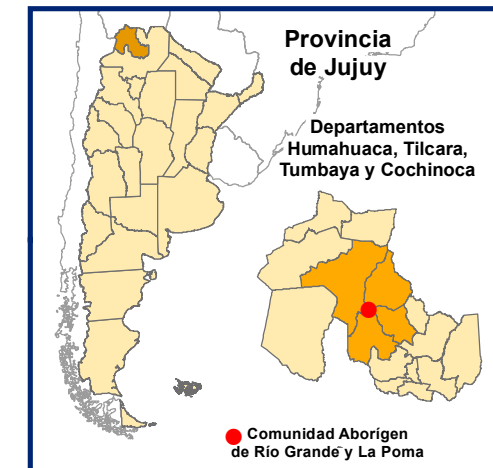 Provincia
de Jujuy
Departamentos
Humahuaca, Tilcara,
Tumbaya y Cochinoca
Comunidad Aborígen
de Río Grande y La Poma